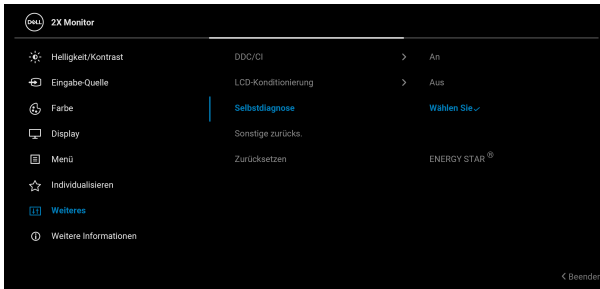 DELL 2X Monitor
Helligkeit/Kontrast DDC/CI An
Eingabe-Quelle LCD-Konditionierung Aus
Farbe Selbstdiagnose Wählen Sie
Display Sonstige zurücks.
Menü Zurücksetzen ENERGY STAR ®
Individualisieren
Weiteres
Weitere Informationen
Beenden